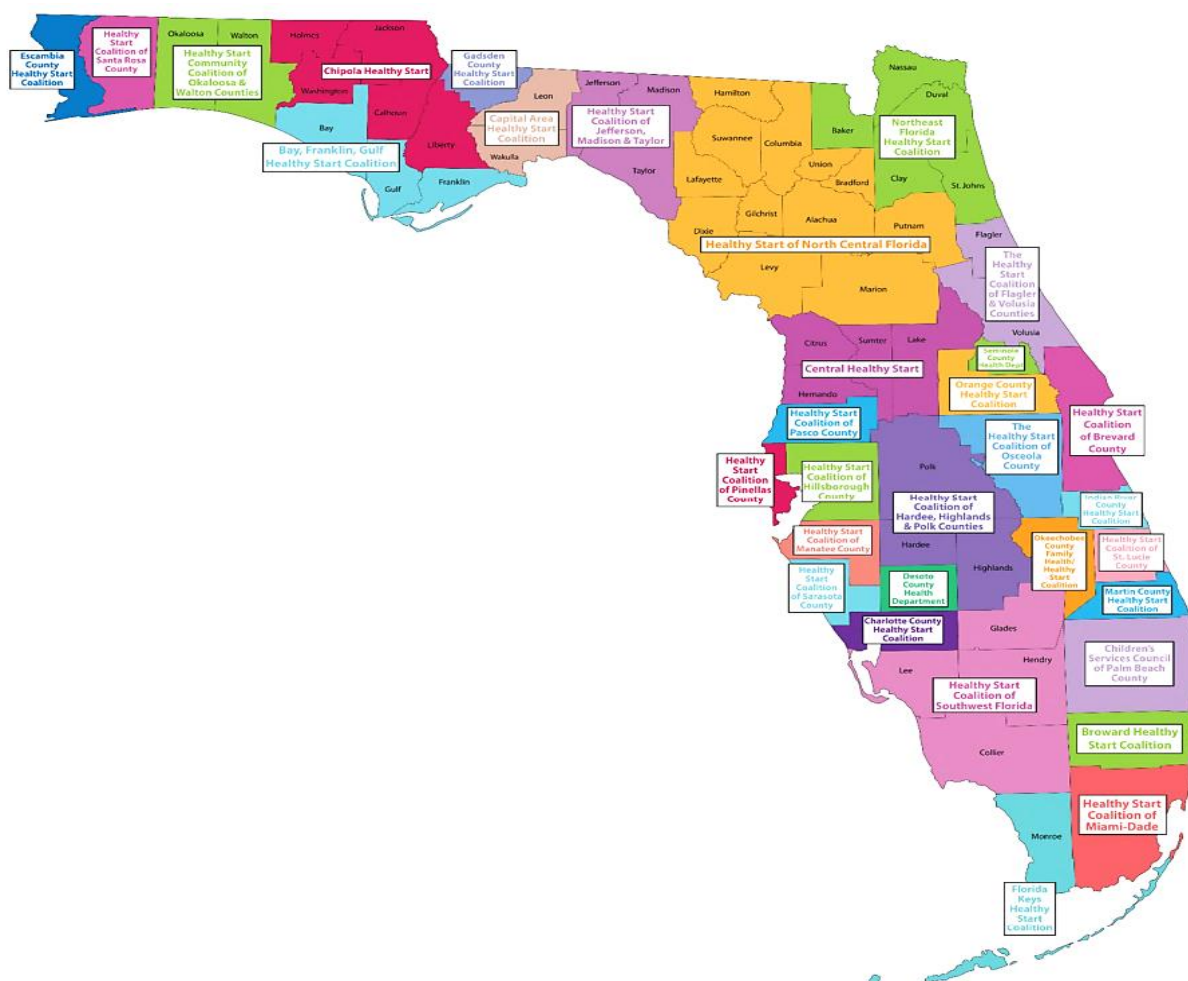 Escambia
County
Healthy Start
Coalition
Healthy
Start
Coalition of
Santa Rosa
County
Okaloosa
Walton
Healthy Start
Community
Coalition of
Okaloosa &
Walton Counties
Holmes
Jackson
Chipola Healthy Start
Washington
Calhoun
Liberty
Bay
Bay, Franklin, Gulf
Healthy Start Coalition
Gulf
Franklin
Gadsden
County
Healthy Start
Coalition
Leon
Capital Area
Healthy Start
Coalition
Wakulla
Jefferson
Madison
Healthy Start
Coalition of
Jefferson,
Madison & Taylor
Taylor
Hamilton
Suwannee
Columbia
Lafayette
Union
Bradford
Gilchrist
Alachua
Dixie
Putnam
Healthy Start of North Central Florida
Levy
Marion
Nassau
Duval
Baker
Northeast
Florida
Healthy Start
Coalition
Clay
St. Johns
Flagler
The
Healthy
Start
Coalition
of Flagler
& Volusia
Counties
Volusia
Citrus
Sumter
Lake
Central Healthy Start
Hernando
Seminole
County
Health Dept
Orange County
Healthy Start
Coalition
Healthy Start
Coalition of
Pasco County
The
Healthy Start
Coalition of
Osceola
County
Healthy Start
Coalition
of Brevard
County
Healthy
Start
Coalition
of Pinellas
County
Healthy Start
Coalition of
Hillsborough
County
Polk
Healthy Start
Coalition of
Hardee, Highlands
& Polk Counties
Hardee
Highlands
Indian River
County
Healthy Start
Coalition
Healthy Start
Coalition of
Manatee County
Okeechobee
County
Family
Health/
Healthy
Start
Coalition
Healthy Start
Coalition of
St. Lucie
County
Healthy
Start
Coalition
of Sarasota
County
Desoto
County
Health
Department
Martin County
Healthy Start
Coalition
Charlotte County
Healthy Start
Coalition
Glades
Lee
Hendry
Healthy Start
Coalition of
Southwest Florida
Collier
Children's
Services Council
of Palm Beach
County
Broward Healthy
Start Coalition
Healthy Start
Coalition of
Miami-Dade
Monroe
Florida
Keys
Healthy
Start
Coalition